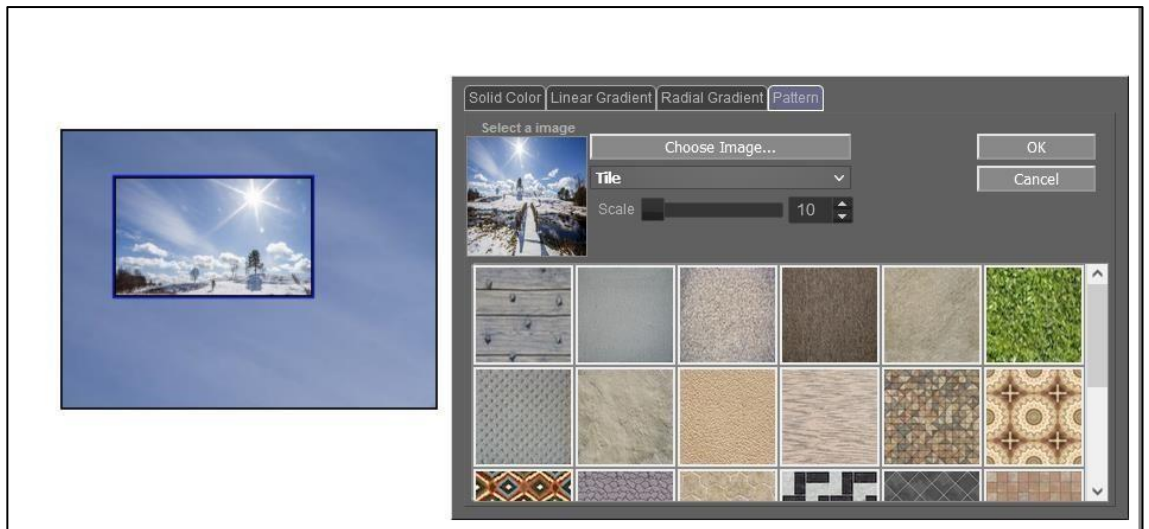 Solid Color Linear Gradient Radial Gradient Pattern
Select a image
Choose Image...
OK
Tile
Cancel
Scale 10